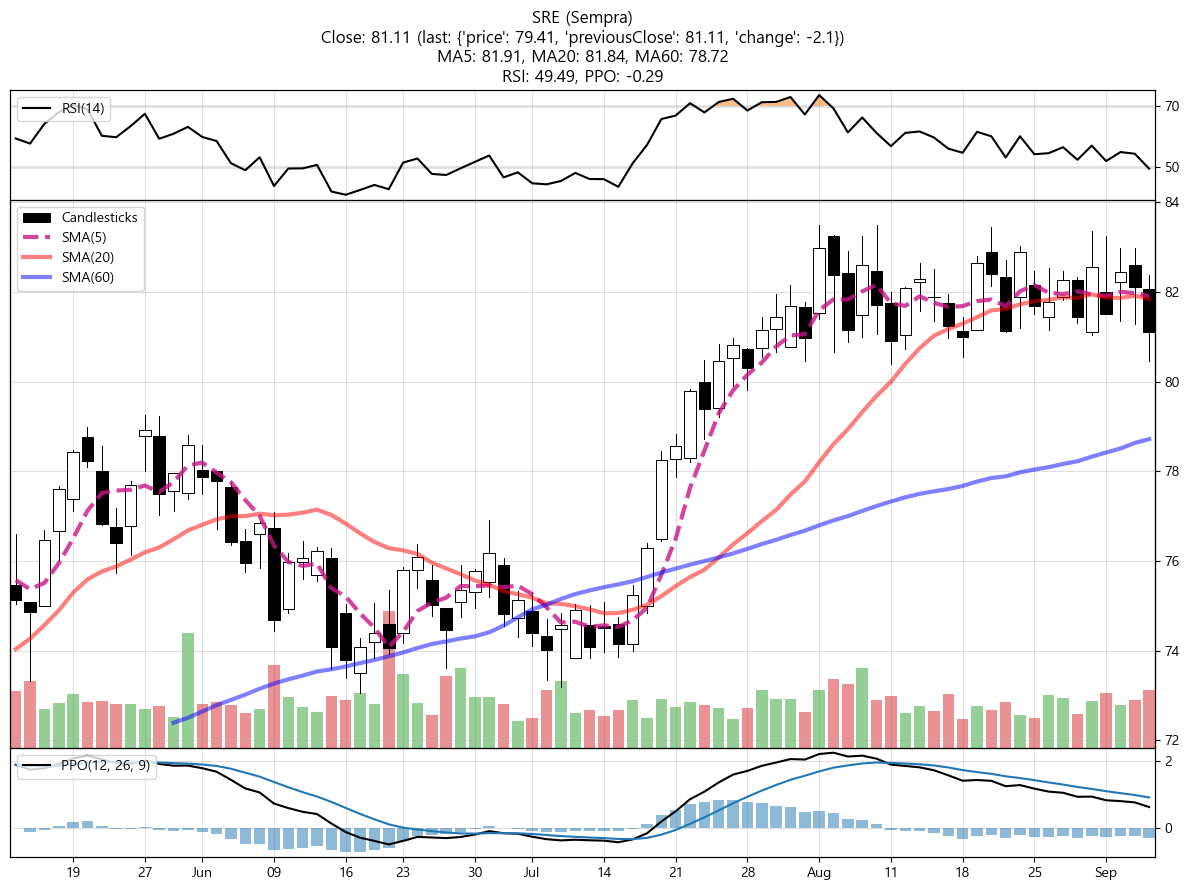 SRE (Sempra)
Close: 81.11 (last: {'price': 79.41, 'previousClose': 81.11, 'change': -2.1})
MA5: 81.91, MA20: 81.84, MA60: 78.72
RSI: 49.49, PPO: -0.29
RSI(14)
70
50
Candlesticks
SMA(5)
SMA(20)
SMA(60)
84
82
80
78
76
74
72
PPO(12, 26, 9)
2
0
19 27 Jun 09 16 23 30 Jul 14 21 28 Aug 11 18 25 Sep